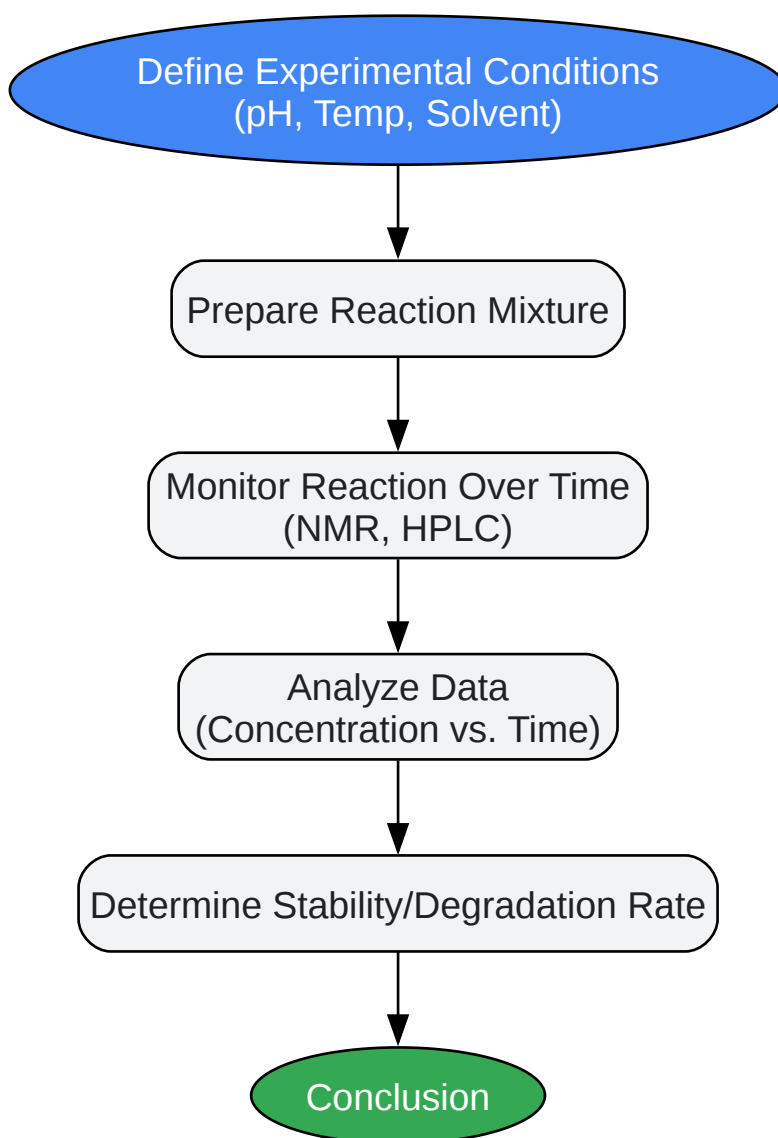 Define Experimental Conditions
(pH, Temp, Solvent)
Prepare Reaction Mixture
Monitor Reaction Over Time
(NMR, HPLC)
Analyze Data
(Concentration vs. Time)
Determine Stability/Degradation Rate
Conclusion